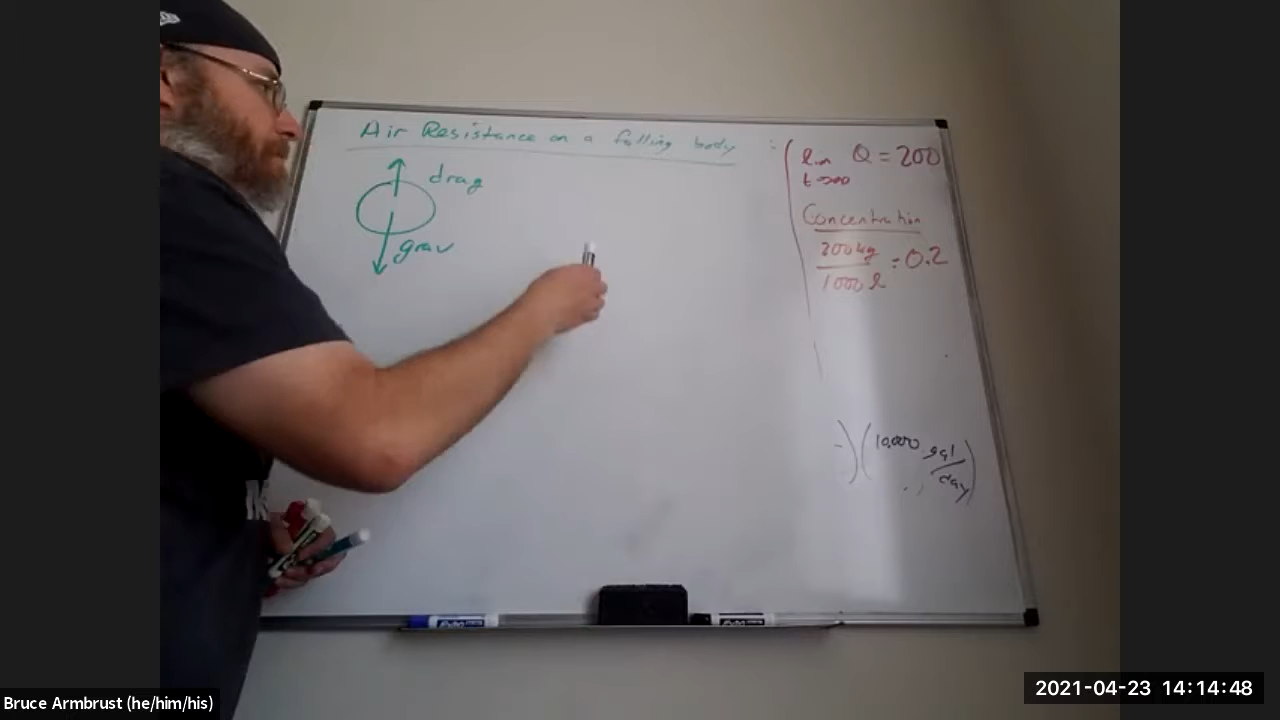 Air Resistance on a falling body
drag
grav
lim Q = 200
t→∞
Concentration
200kg
1000 l
= 0.2
10,000 gal
day
Bruce Armbrust (he/him/his)
2021-04-23 14:14:48